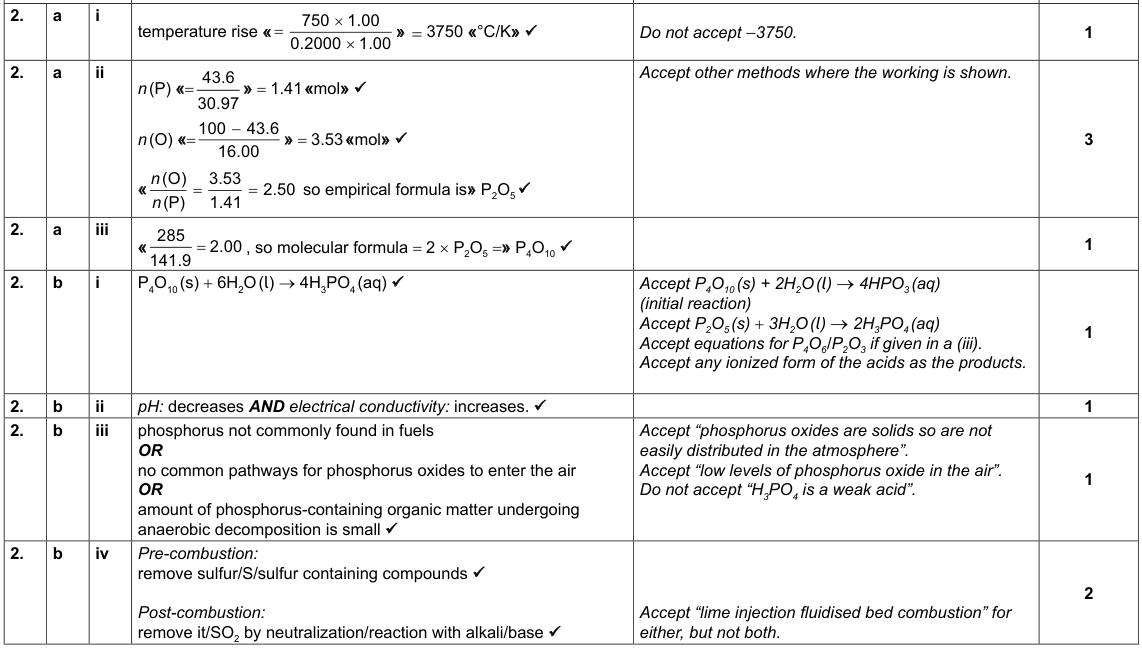 2. a i temperature rise «= (750 × 1.00)/(0.2000 × 1.00) » = 3750 «°C/K» ✓ Do not accept –3750. 1
2. a ii n(P) «= 43.6/30.97 » = 1.41 «mol» ✓ Accept other methods where the working is shown. 3
n(O) «= (100 − 43.6)/16.00 » = 3.53 «mol» ✓
« n(O)/n(P) = 3.53/1.41 = 2.50 so empirical formula is» P₂O₅ ✓
2. a iii « 285/141.9 = 2.00 , so molecular formula = 2 × P₂O₅ =» P₄O₁₀ ✓ 1
2. b i P₄O₁₀(s) + 6H₂O(l) → 4H₃PO₄(aq) ✓ 1
Accept P₄O₁₀(s) + 2H₂O(l) → 4HPO₃(aq)
(initial reaction)
Accept P₂O₅(s) + 3H₂O(l) → 2H₃PO₄(aq)
Accept equations for P₄O₆/P₂O₃ if given in a (iii).
Accept any ionized form of the acids as the products.
2. b ii pH: decreases AND electrical conductivity: increases. ✓ 1
2. b iii phosphorus not commonly found in fuels
OR
no common pathways for phosphorus oxides to enter the air
OR
amount of phosphorus-containing organic matter undergoing
anaerobic decomposition is small ✓
Accept “phosphorus oxides are solids so are not
easily distributed in the atmosphere”.
Accept “low levels of phosphorus oxide in the air”.
Do not accept “H₃PO₄ is a weak acid”.
1
2. b iv Pre-combustion:
remove sulfur/S/sulfur containing compounds ✓
Post-combustion:
remove it/SO₂ by neutralization/reaction with alkali/base ✓
Accept “lime injection fluidised bed combustion” for
either, but not both.
2